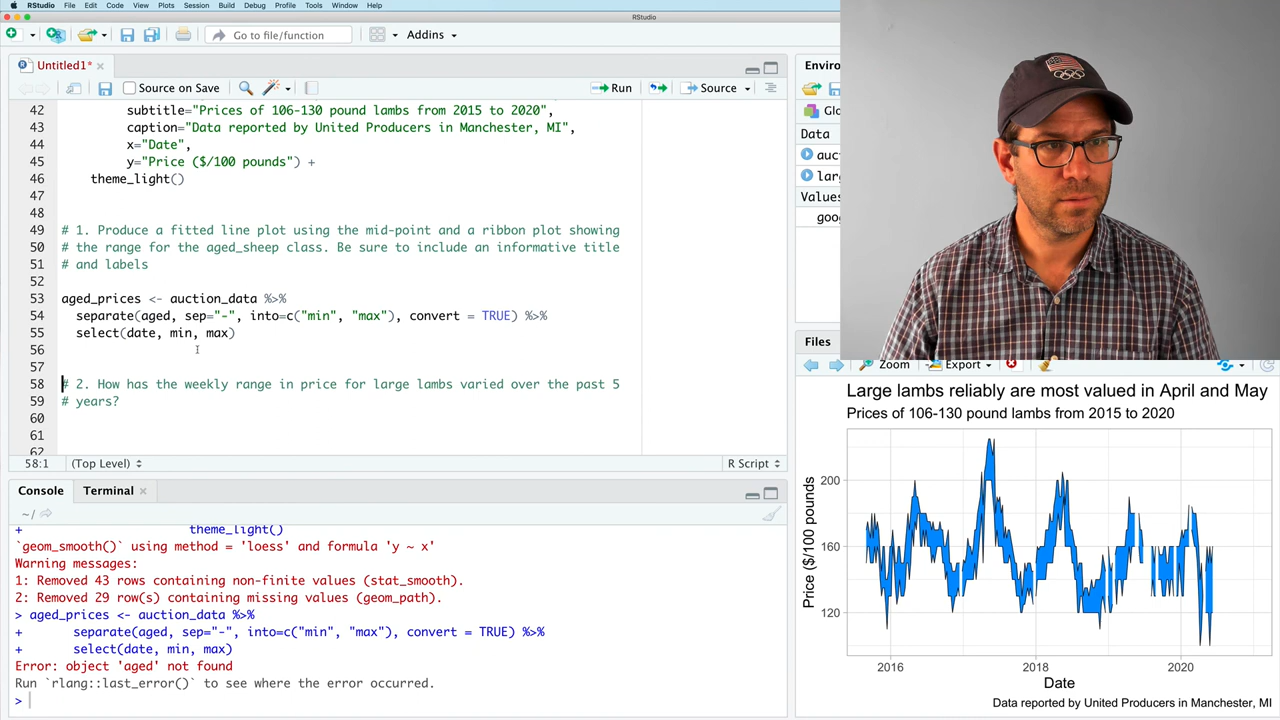 RStudio File Edit Code View Plots Session Build Debug Profile Tools Window Help
RStudio
Go to file/function
Addins
Untitled1*
Source on Save
Run
Source
42 subtitle="Prices of 106-130 pound lambs from 2015 to 2020",
43 caption="Data reported by United Producers in Manchester, MI",
44 x="Date",
45 y="Price ($/100 pounds") +
46 theme_light()
47
48
49 # 1. Produce a fitted line plot using the mid-point and a ribbon plot showing
50 # the range for the aged_sheep class. Be sure to include an informative title
51 # and labels
52
53 aged_prices <- auction_data %>%
54 separate(aged, sep="-", into=c("min", "max"), convert = TRUE) %>%
55 select(date, min, max)
56
57
58 # 2. How has the weekly range in price for large lambs varied over the past 5
59 # years?
60
61
62
58:1 (Top Level) R Script
Console Terminal
~/
+ theme_light()
`geom_smooth()` using method = 'loess' and formula 'y ~ x'
Warning messages:
1: Removed 43 rows containing non-finite values (stat_smooth).
2: Removed 29 row(s) containing missing values (geom_path).
> aged_prices <- auction_data %>%
+ separate(aged, sep="-", into=c("min", "max"), convert = TRUE) %>%
+ select(date, min, max)
Error: object 'aged' not found
Run `rlang::last_error()` to see where the error occurred.
>
Enviro
Glo
Data
auc
lar
Values
goo
Files
Zoom Export
Large lambs reliably are most valued in April and May
Prices of 106-130 pound lambs from 2015 to 2020
Price ($/100 pounds
200
160
120
2016 2018 2020
Date
Data reported by United Producers in Manchester, MI